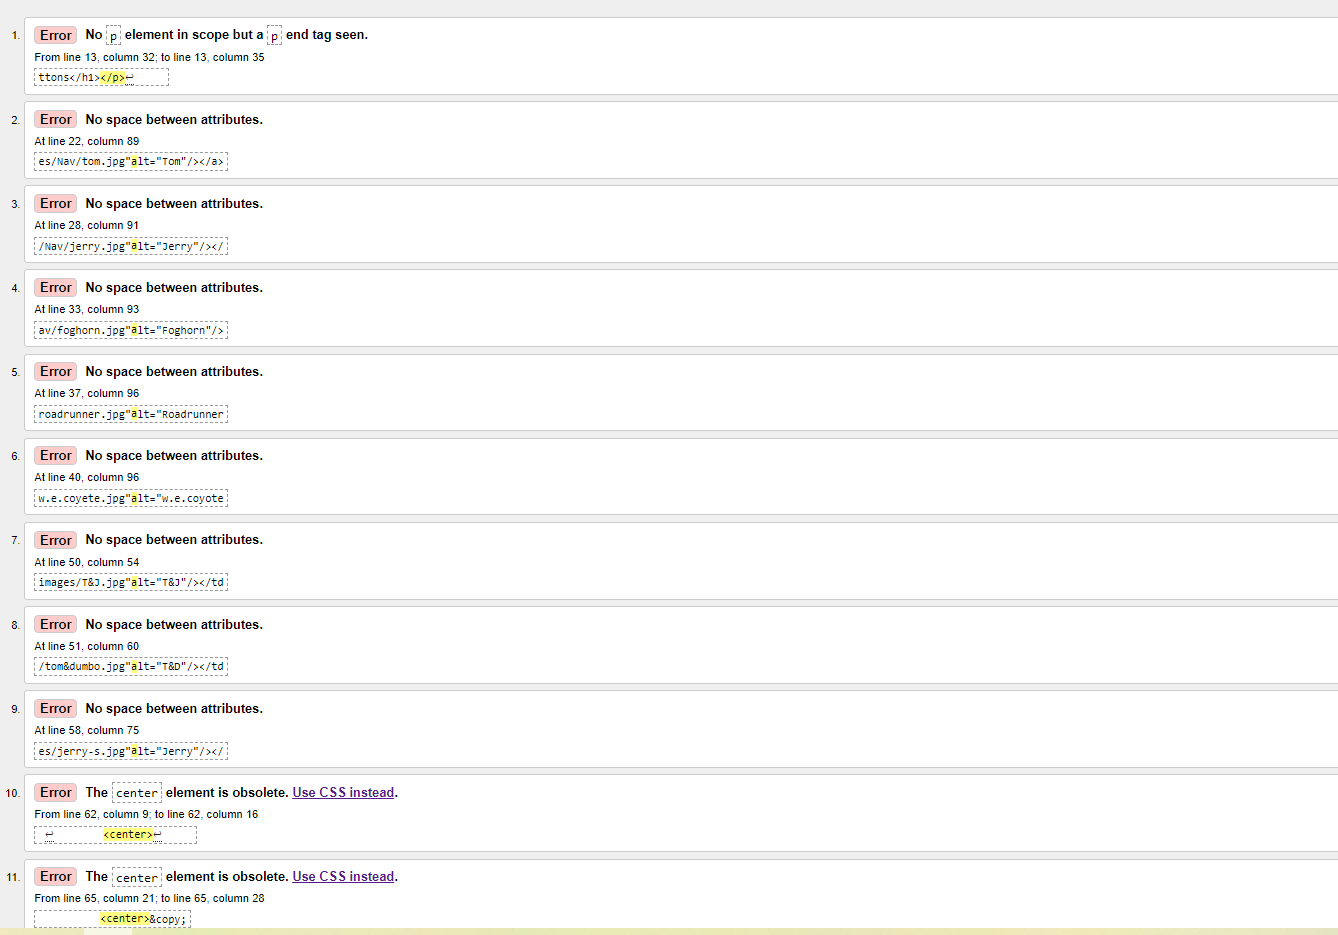 1. Error No p element in scope but a p end tag seen.
From line 13, column 32; to line 13, column 35
ttons</h1></p>↩
2. Error No space between attributes.
At line 22, column 89
es/Nav/tom.jpg"alt="Tom"/></a>
3. Error No space between attributes.
At line 28, column 91
/Nav/jerry.jpg"alt="Jerry"/></
4. Error No space between attributes.
At line 33, column 93
av/foghorn.jpg"alt="Foghorn"/>
5. Error No space between attributes.
At line 37, column 96
roadrunner.jpg"alt="Roadrunner
6. Error No space between attributes.
At line 40, column 96
w.e.coyete.jpg"alt="w.e.coyote
7. Error No space between attributes.
At line 50, column 54
images/T&J.jpg"alt="T&J"/></td
8. Error No space between attributes.
At line 51, column 60
/tom&dumbo.jpg"alt="T&D"/></td
9. Error No space between attributes.
At line 58, column 75
es/jerry-s.jpg"alt="Jerry"/></
10. Error The center element is obsolete. Use CSS instead.
From line 62, column 9; to line 62, column 16
↩ <center>↩
11. Error The center element is obsolete. Use CSS instead.
From line 65, column 21; to line 65, column 28
<center>&copy;